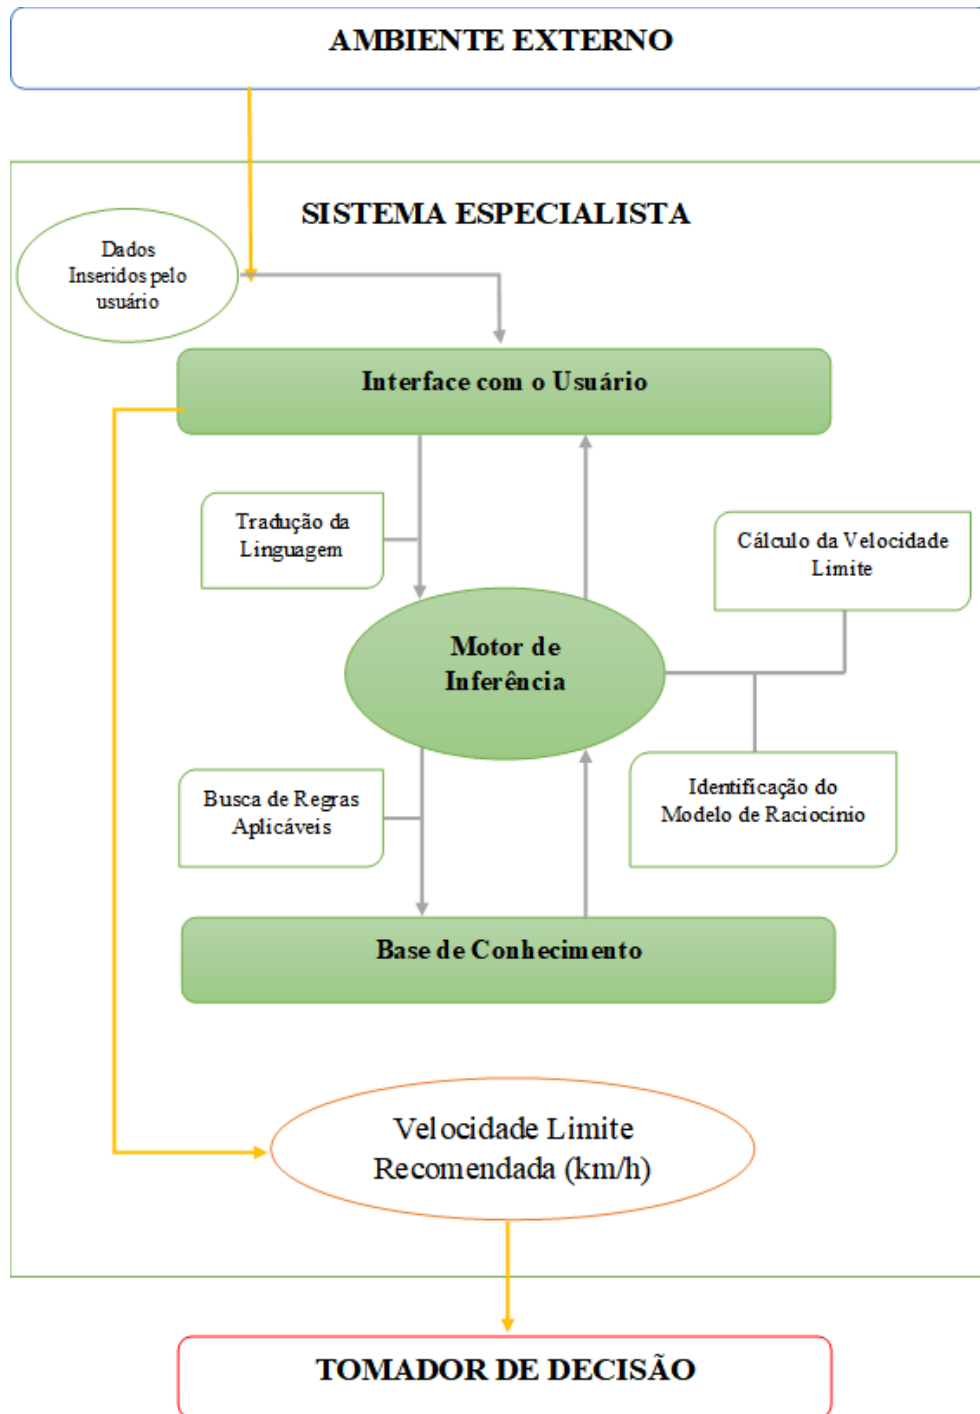 AMBIENTE EXTERNO
SISTEMA ESPECIALISTA
Dados
Inseridos pelo
usuário
Interface com o Usuário
Tradução da
Linguagem
Cálculo da Velocidade
Limite
Motor de
Inferência
Busca de Regras
Aplicáveis
Identificação do
Modelo de Raciocínio
Base de Conhecimento
Velocidade Limite
Recomendada (km/h)
TOMADOR DE DECISÃO